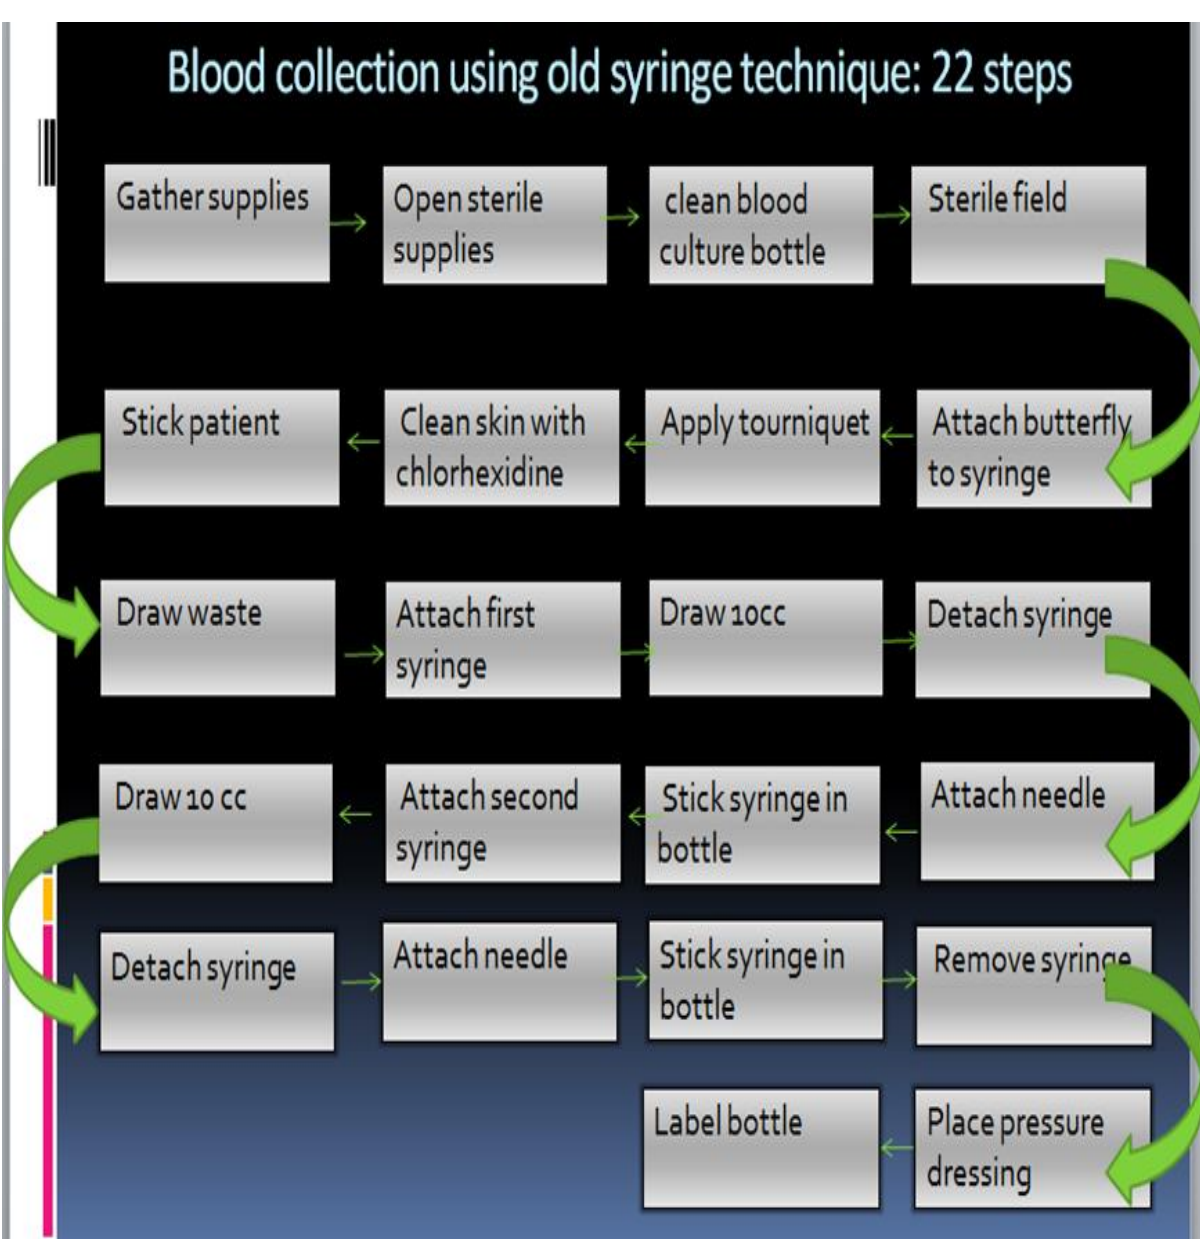 Blood collection using old syringe technique: 22 steps
Gather supplies
Open sterile
supplies
clean blood
culture bottle
Sterile field
Attach butterfly
to syringe
Apply tourniquet
Clean skin with
chlorhexidine
Stick patient
Draw waste
Attach first
syringe
Draw 10cc
Detach syringe
Attach needle
Stick syringe in
bottle
Attach second
syringe
Draw 10 cc
Detach syringe
Attach needle
Stick syringe in
bottle
Remove syringe
Place pressure
dressing
Label bottle